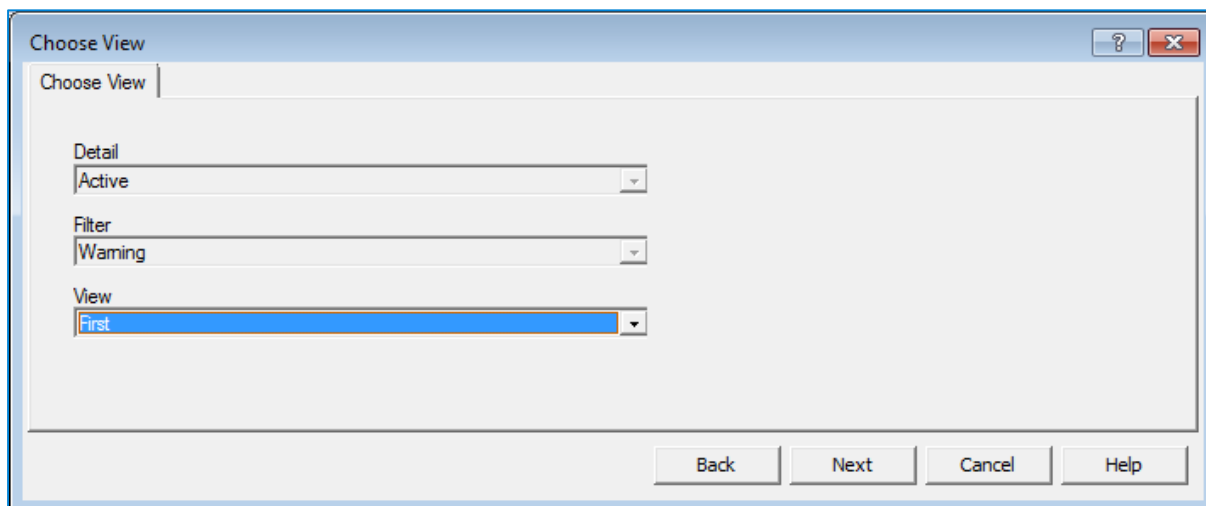 Choose View
Choose View
Detail
Active
Filter
Warning
View
First
Back Next Cancel Help